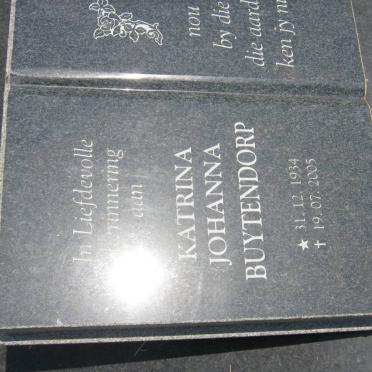 In Liefdevolle
Herinnering
aan
KATRINA
JOHANNA
BUYTENDORP
★ 31. 12. 1934
✝ 19. 07. 2005
nou
by die
die aard
ken jy